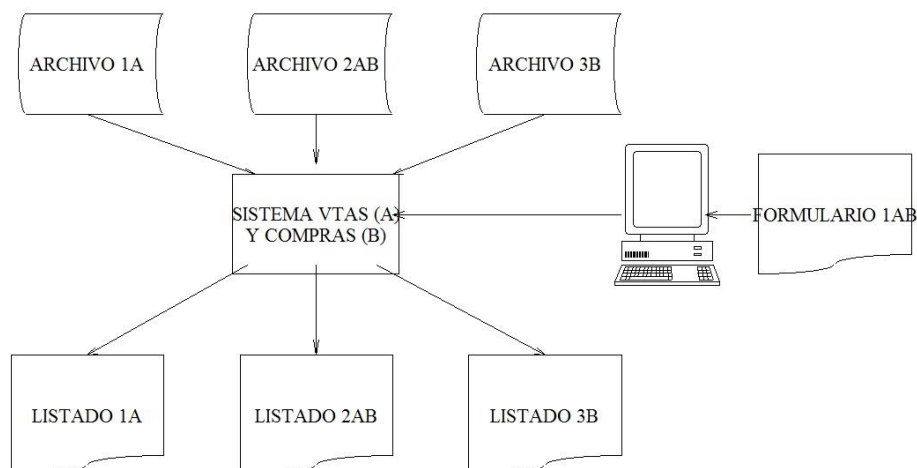 ARCHIVO 1A
ARCHIVO 2AB
ARCHIVO 3B
SISTEMA VTAS (A)
Y COMPRAS (B)
FORMULARIO 1AB
LISTADO 1A
LISTADO 2AB
LISTADO 3B